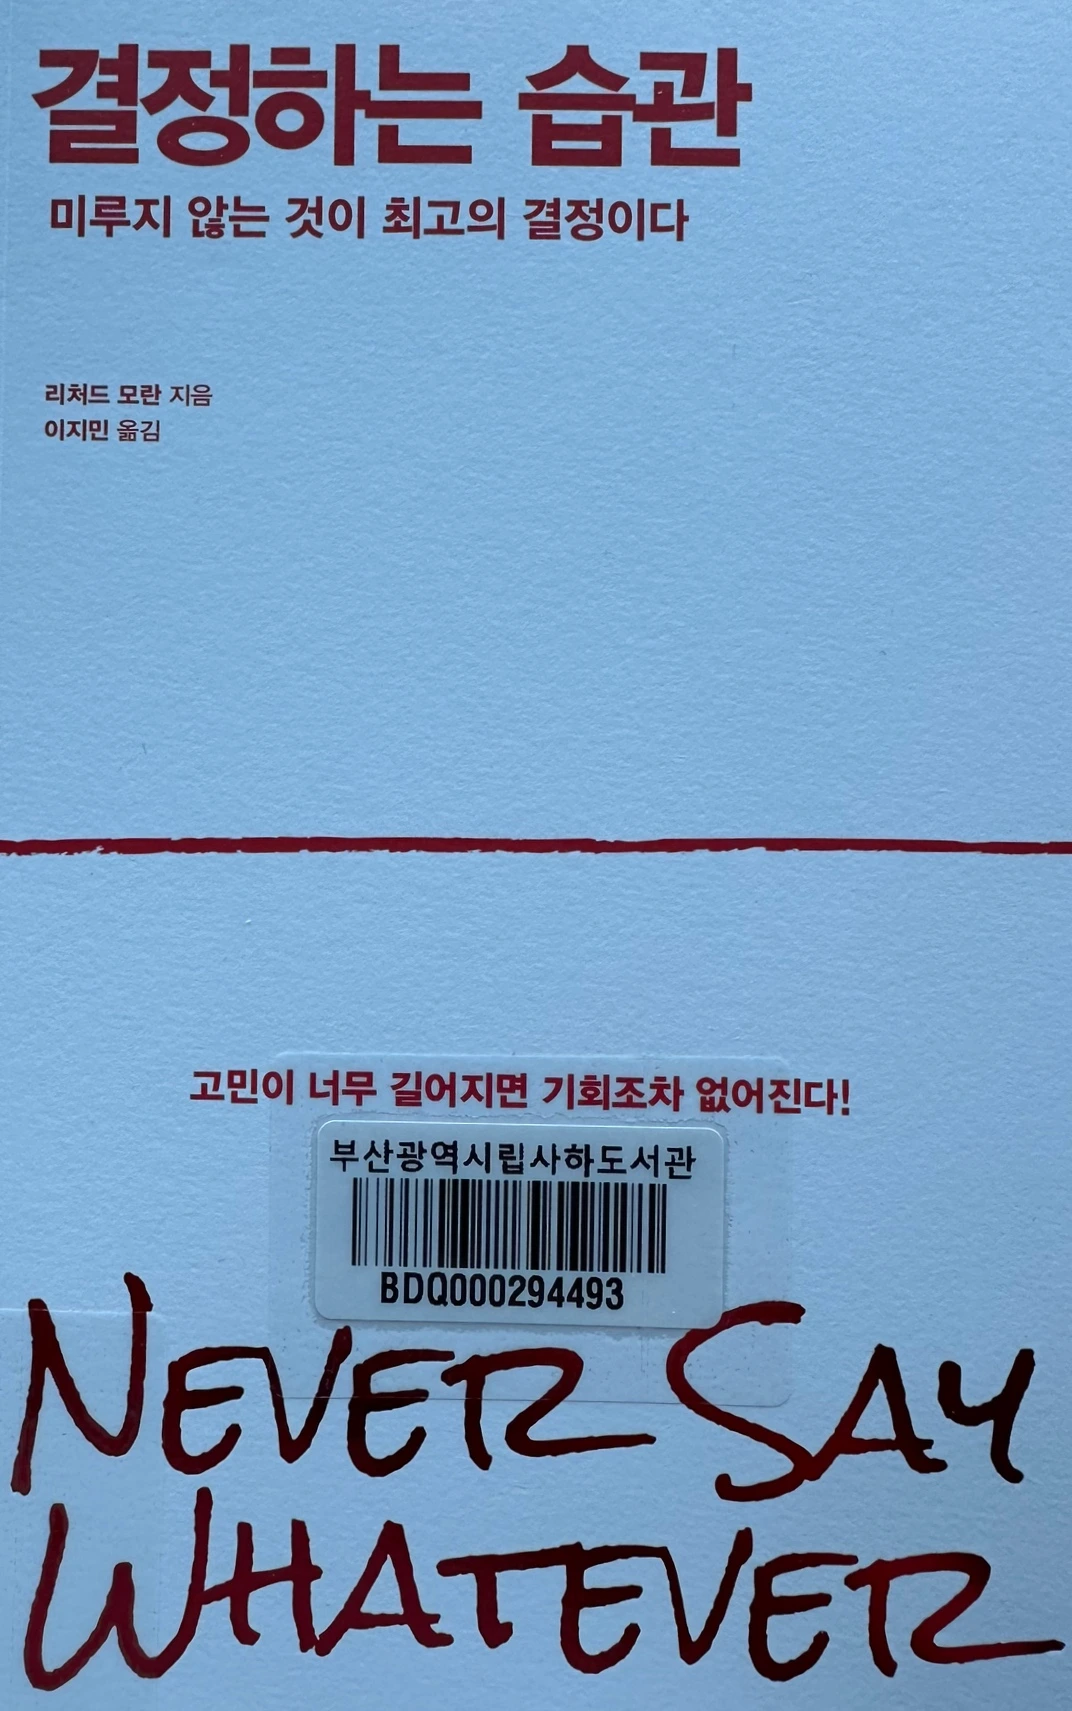 결정하는 습관
미루지 않는 것이 최고의 결정이다
리처드 모란 지음
이지민 옮김
고민이 너무 길어지면 기회조차 없어진다!
부산광역시립사하도서관
BDQ000294493
NEVER SAY
WHATEVER